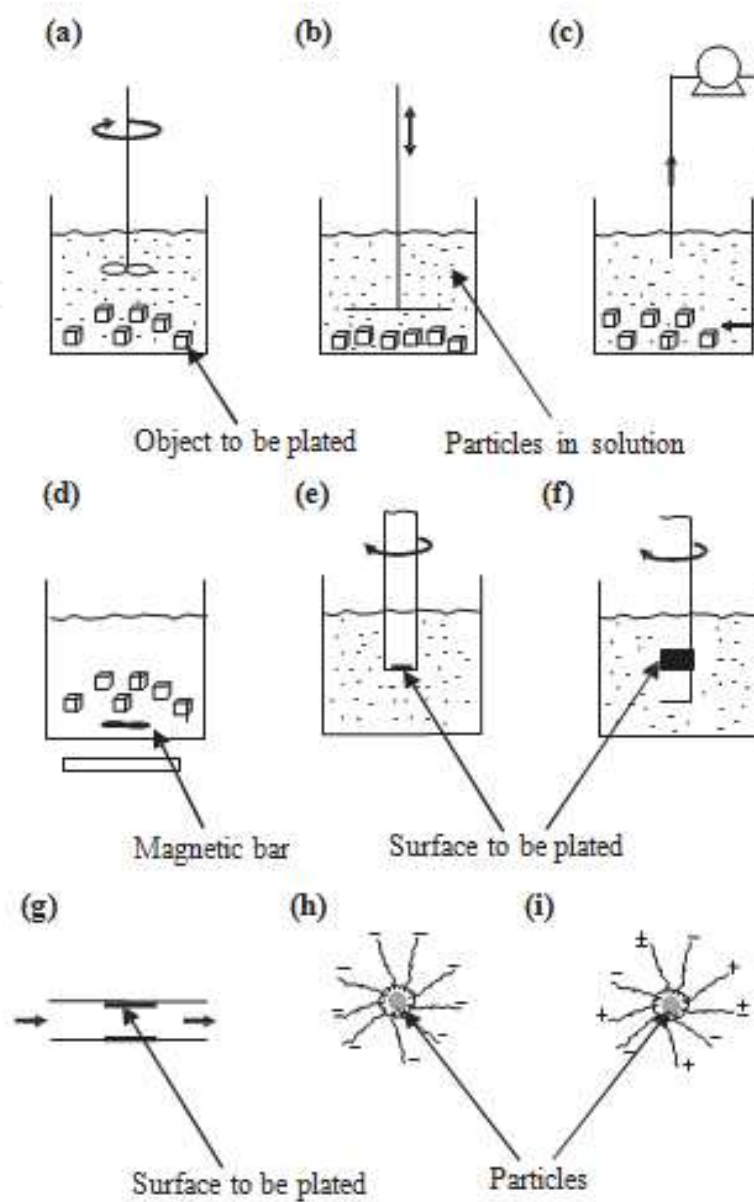 (a) (b) (c)
Object to be plated Particles in solution
(d) (e) (f)
Magnetic bar Surface to be plated
(g) (h) (i)
Surface to be plated Particles